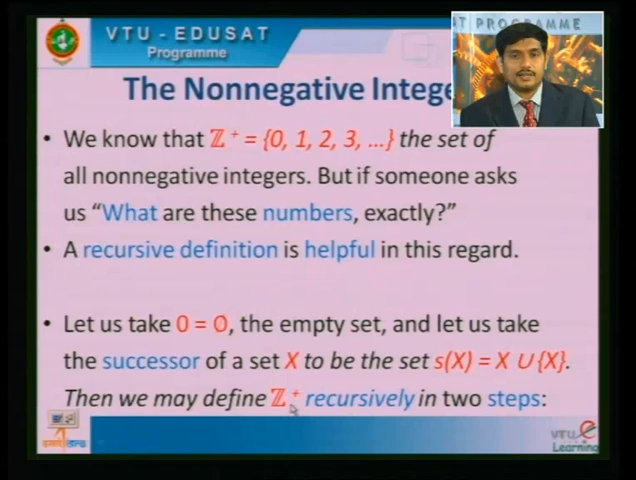 VTU - EDUSAT
Programme
AT PROGRAMME
The Nonnegative Intege
• We know that ℤ⁺ = {0, 1, 2, 3, ...} the set of
all nonnegative integers. But if someone asks
us “What are these numbers, exactly?”
• A recursive definition is helpful in this regard.
• Let us take 0 = O, the empty set, and let us take
the successor of a set X to be the set s(X) = X ∪ {X}.
Then we may define ℤ⁺ recursively in two steps:
VTU e
Learning